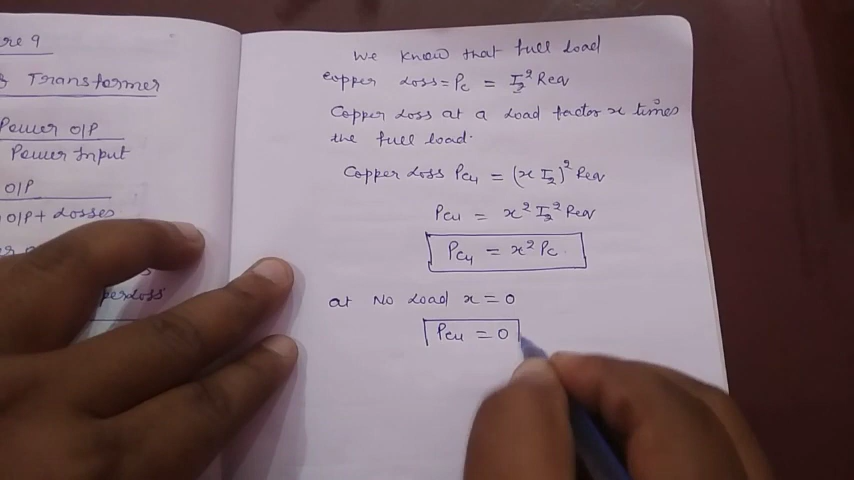 re 9
Transformer
Power O/P
Power Input
O/P
O/P + Losses
perloss
We know that full load
copper Loss = Pc = I₂² Req
Copper Loss at a Load factor x times
the full load.
Copper Loss Pcu = (x I₂)² Req
Pcu = x² I₂² Req
Pcu = x² Pc.
at No Load x = 0
Pcu = 0